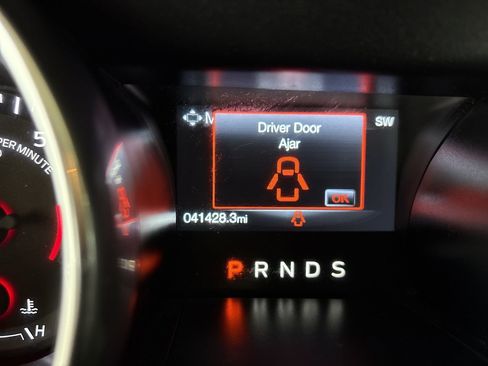 M
SW
Driver Door
Ajar
OK
041428.3mi
P R N D S
5
PER MINUTE
H